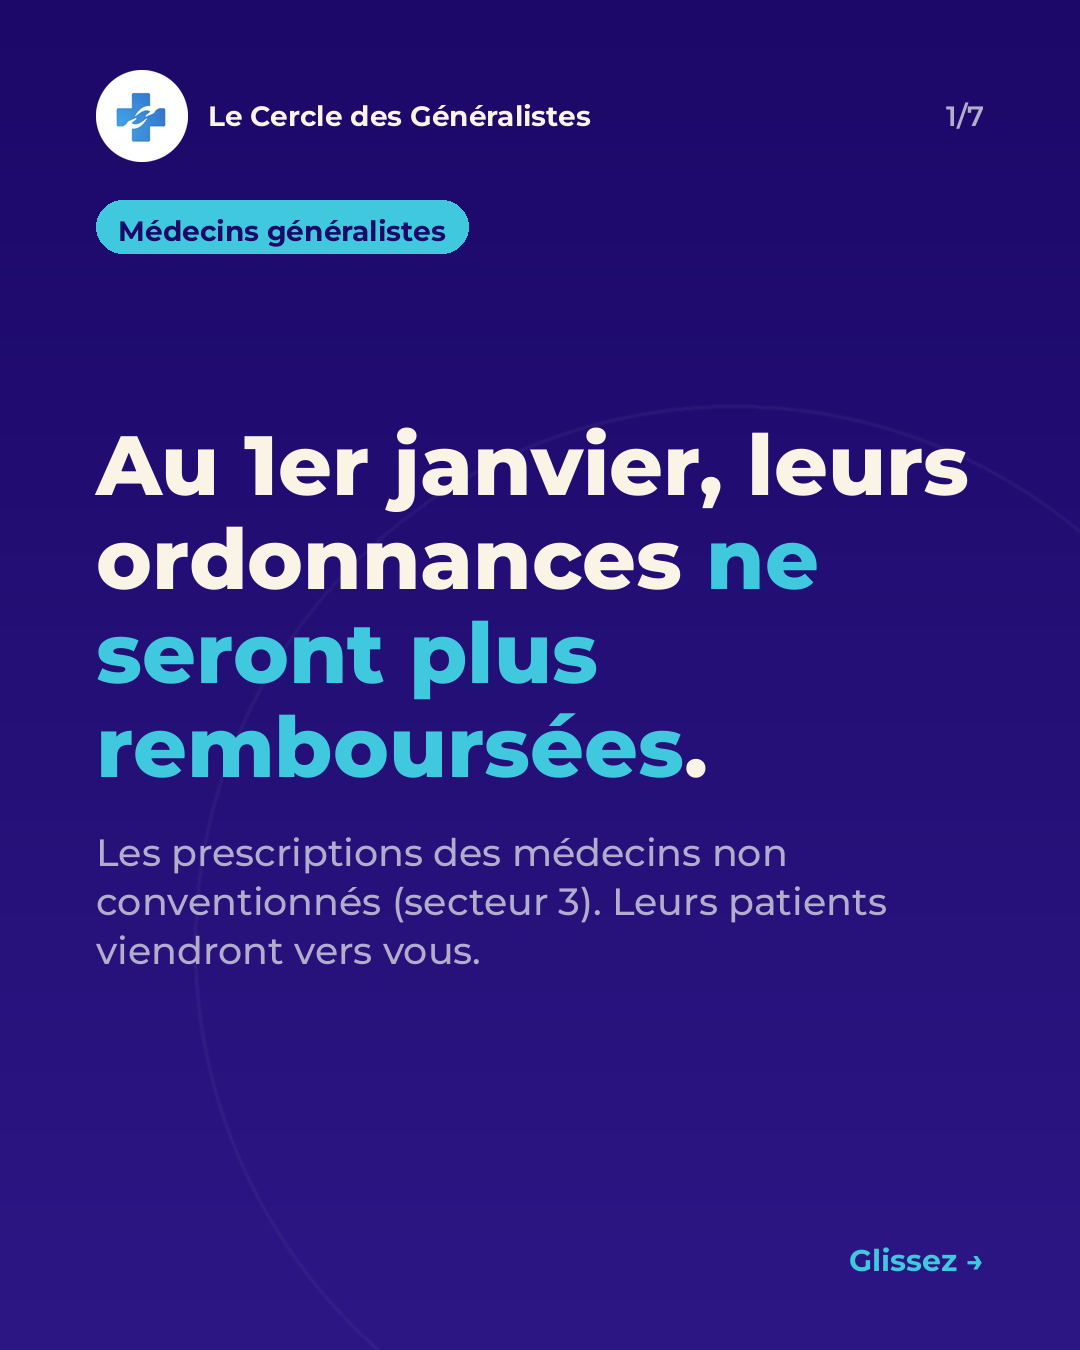 Le Cercle des Généralistes
1/7
Médecins généralistes
Au 1er janvier, leurs
ordonnances ne
seront plus
remboursées.
Les prescriptions des médecins non
conventionnés (secteur 3). Leurs patients
viendront vers vous.
Glissez →